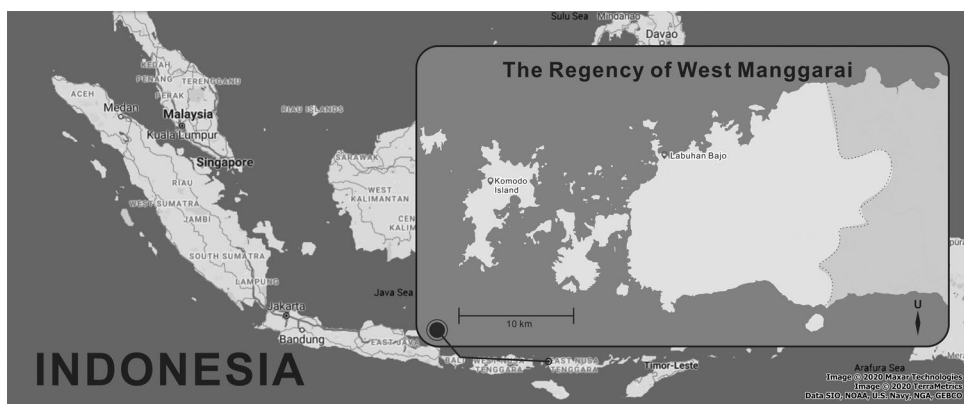 Sulu Sea
Mindanao
Davao
The Regency of West Manggarai
KEDAH
PENANG
TERENGGANU
PERAK
ACEH
Medan
Malaysia
Kuala Lumpur
RIAU ISLANDS
Singapore
SARAWAK
Labuhan Bajo
Komodo
Island
RIAU
WEST
KALIMANTAN
WEST SUMATRA
JAMBI
CEN
KALIM
SOUTH SUMATRA
LAMPUNG
Java Sea
Jakarta
10 km
U
Bandung
EAST JAVA
BALI
WEST NUSA
TENGGARA
EAST NUSA
TENGGARA
Timor-Leste
Arafura Sea
INDONESIA
Image © 2020 Maxar Technologies
Image © 2020 TerraMetrics
Data SIO, NOAA, U.S. Navy, NGA, GEBCO